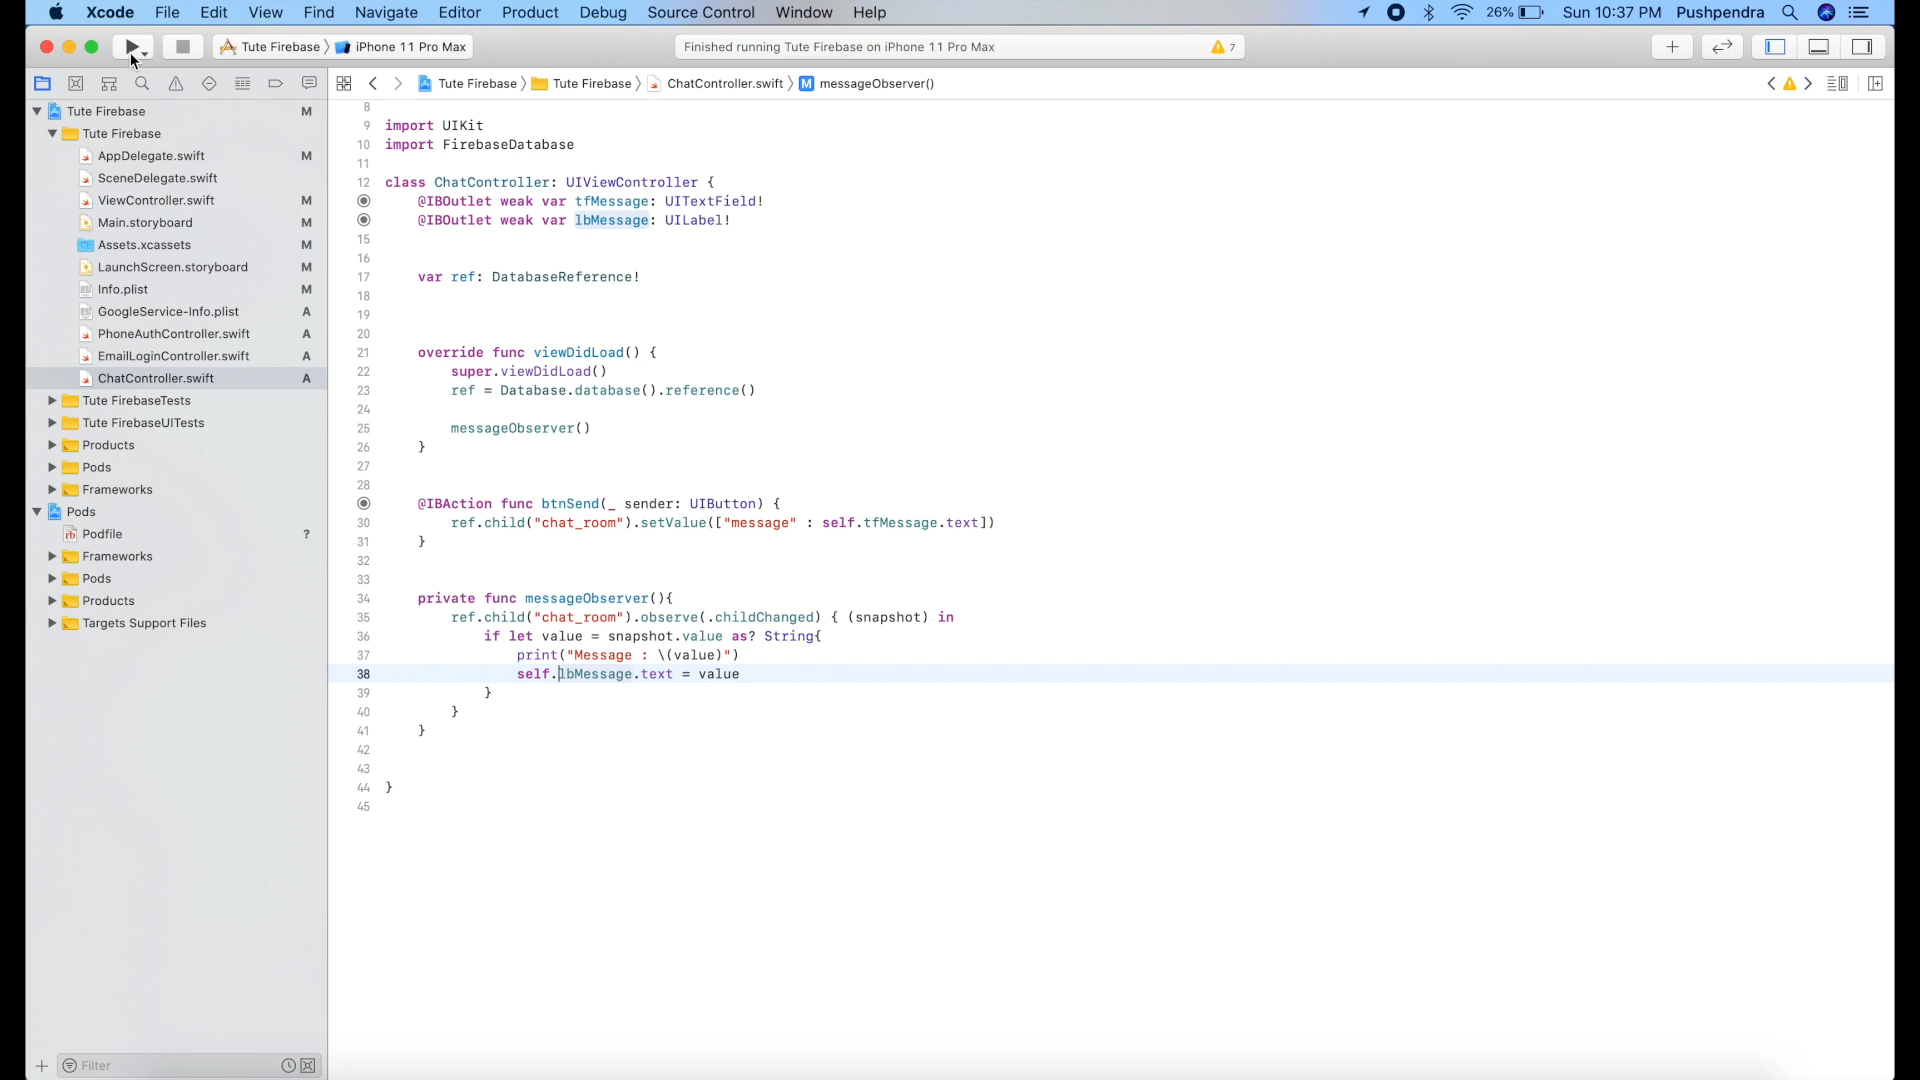 Xcode File Edit View Find Navigate Editor Product Debug Source Control Window Help 26% Sun 10:37 PM Pushpendra
Tute Firebase iPhone 11 Pro Max Finished running Tute Firebase on iPhone 11 Pro Max 7
Tute Firebase Tute Firebase ChatController.swift M messageObserver()
Tute Firebase M
Tute Firebase
AppDelegate.swift M
SceneDelegate.swift
ViewController.swift M
Main.storyboard M
Assets.xcassets M
LaunchScreen.storyboard M
Info.plist M
GoogleService-Info.plist A
PhoneAuthController.swift A
EmailLoginController.swift A
ChatController.swift A
Tute FirebaseTests
Tute FirebaseUITests
Products
Pods
Frameworks
Pods
rb Podfile ?
Frameworks
Pods
Products
Targets Support Files
Filter
8
9 import UIKit
10 import FirebaseDatabase
11
12 class ChatController: UIViewController {
@IBOutlet weak var tfMessage: UITextField!
@IBOutlet weak var lbMessage: UILabel!
15
16
17 var ref: DatabaseReference!
18
19
20
21 override func viewDidLoad() {
22 super.viewDidLoad()
23 ref = Database.database().reference()
24
25 messageObserver()
26 }
27
28
@IBAction func btnSend(_ sender: UIButton) {
30 ref.child("chat_room").setValue(["message" : self.tfMessage.text])
31 }
32
33
34 private func messageObserver(){
35 ref.child("chat_room").observe(.childChanged) { (snapshot) in
36 if let value = snapshot.value as? String{
37 print("Message : \(value)")
38 self.lbMessage.text = value
39 }
40 }
41 }
42
43
44 }
45